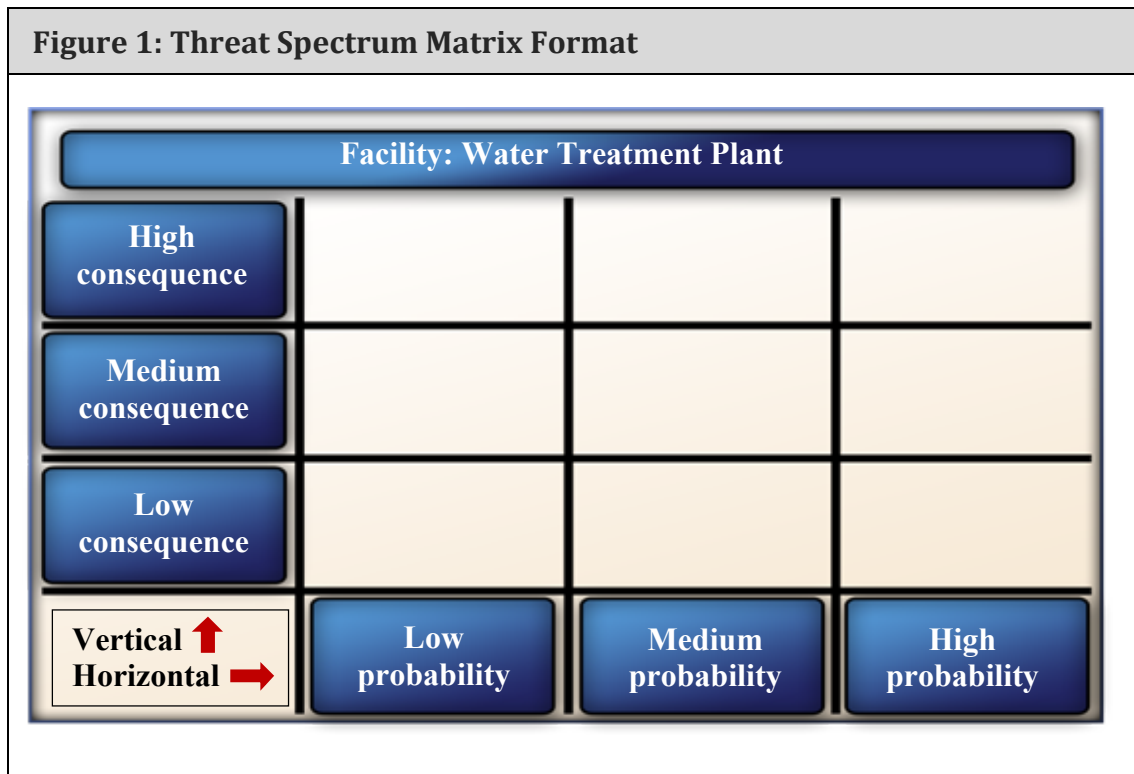 Figure 1: Threat Spectrum Matrix Format
Facility: Water Treatment Plant
High
consequence
Medium
consequence
Low
consequence
Vertical
Horizontal
Low
probability
Medium
probability
High
probability